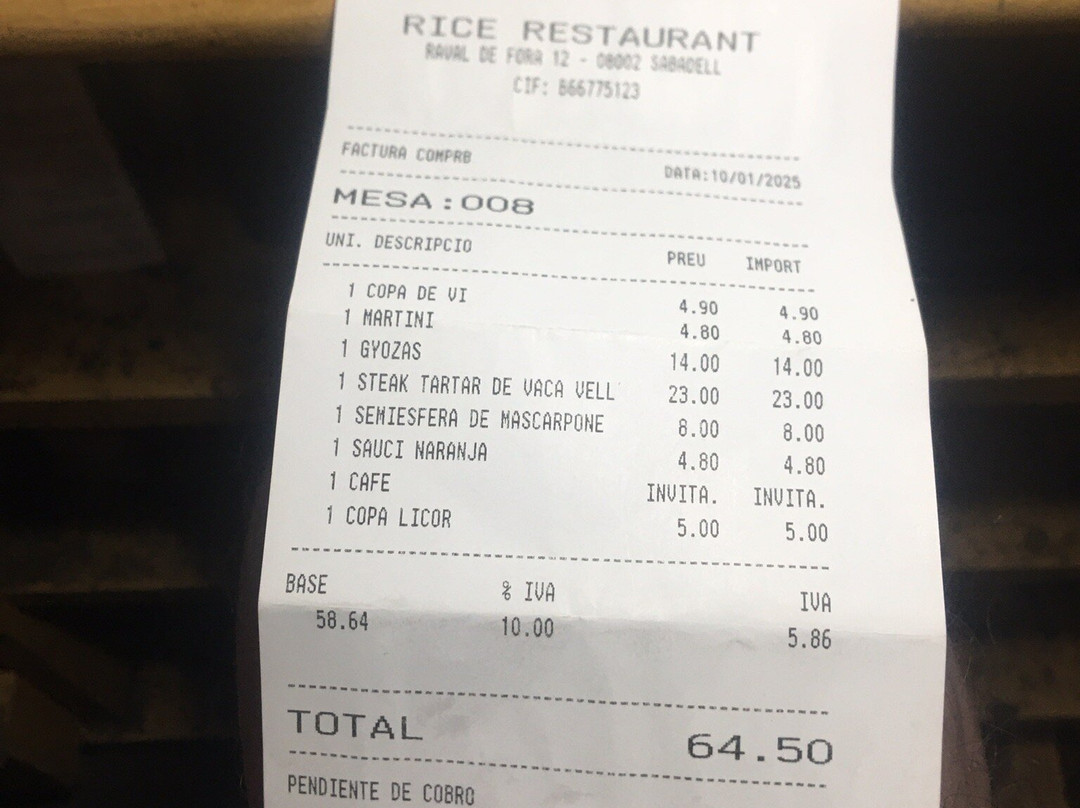 RICE RESTAURANT
RAVAL DE FORA 12 - 08002 SABADELL
CIF: B66775123
FACTURA COMPRB DATA:10/01/2025
MESA:008
UNI. DESCRIPCIO PREU IMPORT
1 COPA DE VI 4.90 4.90
1 MARTINI 4.80 4.80
1 GYOZAS 14.00 14.00
1 STEAK TARTAR DE VACA VELL 23.00 23.00
1 SEMIESFERA DE MASCARPONE 8.00 8.00
1 SAUCI NARANJA 4.80 4.80
1 CAFE INVITA. INVITA.
1 COPA LICOR 5.00 5.00
BASE % IVA IVA
58.64 10.00 5.86
TOTAL 64.50
PENDIENTE DE COBRO